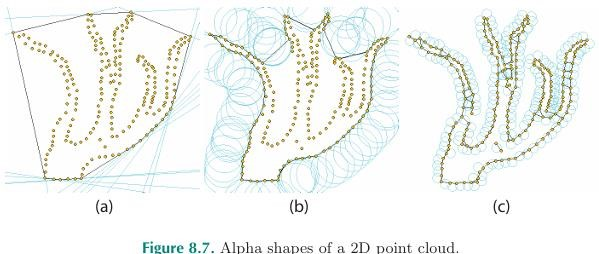 (a) (b) (c)
Figure 8.7. Alpha shapes of a 2D point cloud.